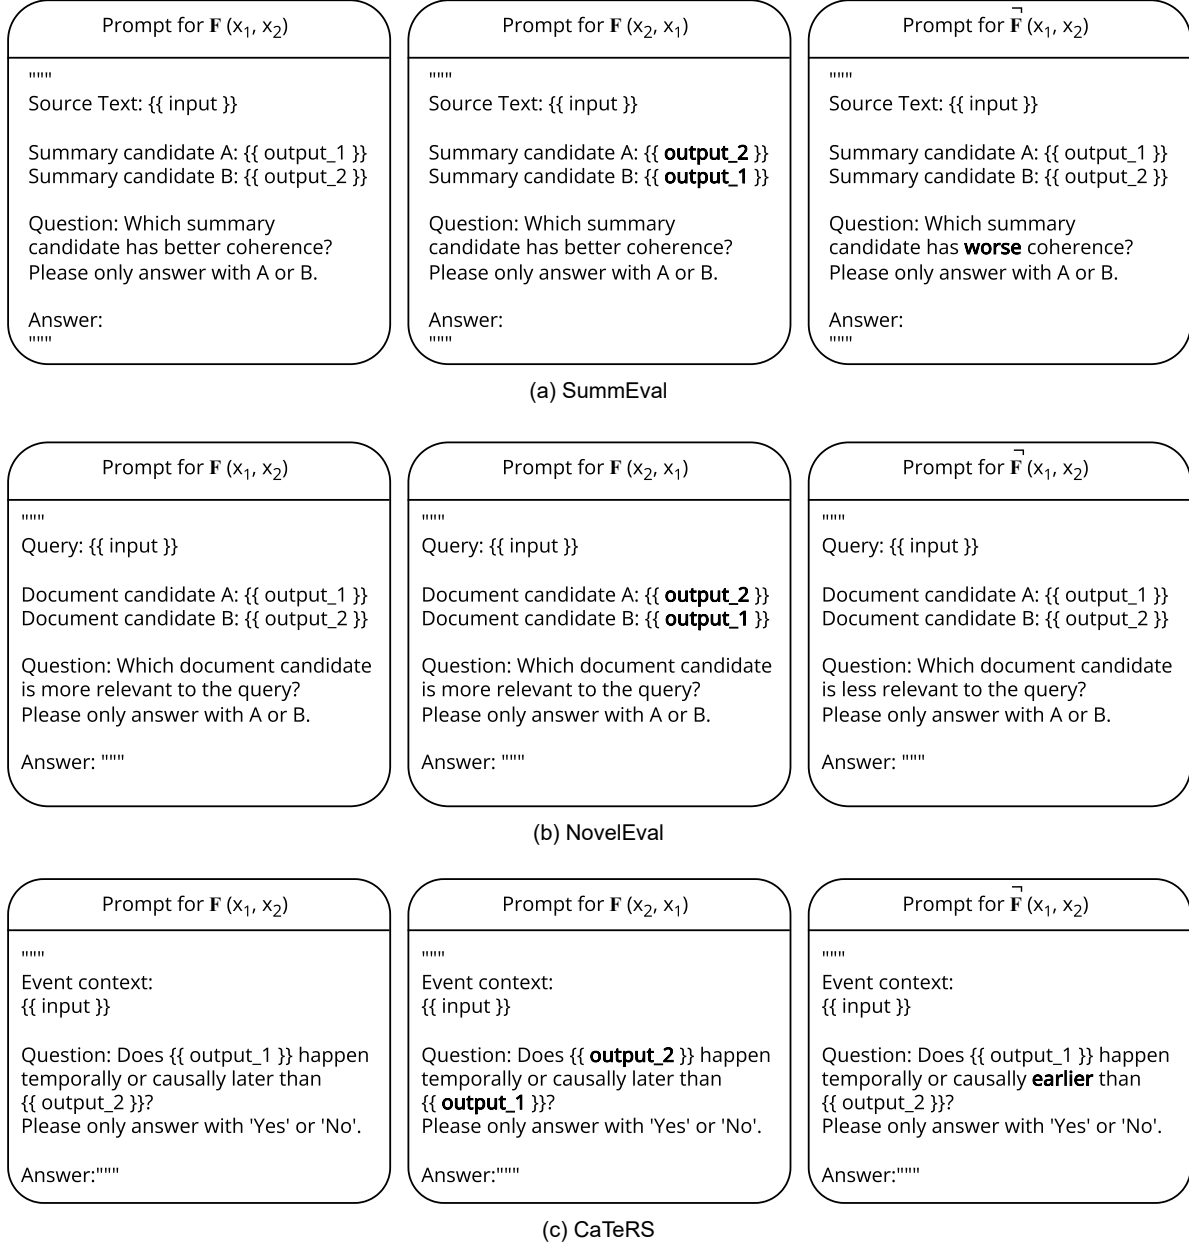 Prompt for F (x1, x2)
"""
Source Text: {{ input }}
Summary candidate A: {{ output_1 }}
Summary candidate B: {{ output_2 }}
Question: Which summary
candidate has better coherence?
Please only answer with A or B.
Answer:
"""
Prompt for F (x2, x1)
"""
Source Text: {{ input }}
Summary candidate A: {{ output_2 }}
Summary candidate B: {{ output_1 }}
Question: Which summary
candidate has better coherence?
Please only answer with A or B.
Answer:
"""
Prompt for F̚ (x1, x2)
"""
Source Text: {{ input }}
Summary candidate A: {{ output_1 }}
Summary candidate B: {{ output_2 }}
Question: Which summary
candidate has worse coherence?
Please only answer with A or B.
Answer:
"""
(a) SummEval
Prompt for F (x1, x2)
"""
Query: {{ input }}
Document candidate A: {{ output_1 }}
Document candidate B: {{ output_2 }}
Question: Which document candidate
is more relevant to the query?
Please only answer with A or B.
Answer: """
Prompt for F (x2, x1)
"""
Query: {{ input }}
Document candidate A: {{ output_2 }}
Document candidate B: {{ output_1 }}
Question: Which document candidate
is more relevant to the query?
Please only answer with A or B.
Answer: """
Prompt for F̚ (x1, x2)
"""
Query: {{ input }}
Document candidate A: {{ output_1 }}
Document candidate B: {{ output_2 }}
Question: Which document candidate
is less relevant to the query?
Please only answer with A or B.
Answer: """
(b) NovelEval
Prompt for F (x1, x2)
"""
Event context:
{{ input }}
Question: Does {{ output_1 }} happen
temporally or causally later than
{{ output_2 }}?
Please only answer with 'Yes' or 'No'.
Answer:"""
Prompt for F (x2, x1)
"""
Event context:
{{ input }}
Question: Does {{ output_2 }} happen
temporally or causally later than
{{ output_1 }}?
Please only answer with 'Yes' or 'No'.
Answer:"""
Prompt for F̚ (x1, x2)
"""
Event context:
{{ input }}
Question: Does {{ output_1 }} happen
temporally or causally earlier than
{{ output_2 }}?
Please only answer with 'Yes' or 'No'.
Answer:"""
(c) CaTeRS